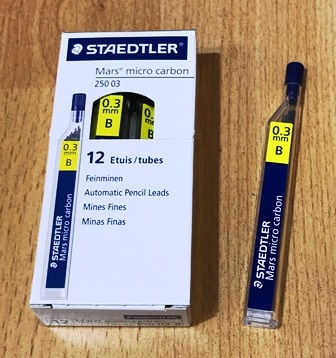 STAEDTLER
Mars® micro carbon
250 03
0.3
mm
B
0.3
mm
B
STAEDTLER
Mars micro carbon
12 Etuis/tubes
Feinminen
Automatic Pencil Leads
Mines Fines
Minas Finas
12
0.3
mm
B
STAEDTLER
Mars micro carbon